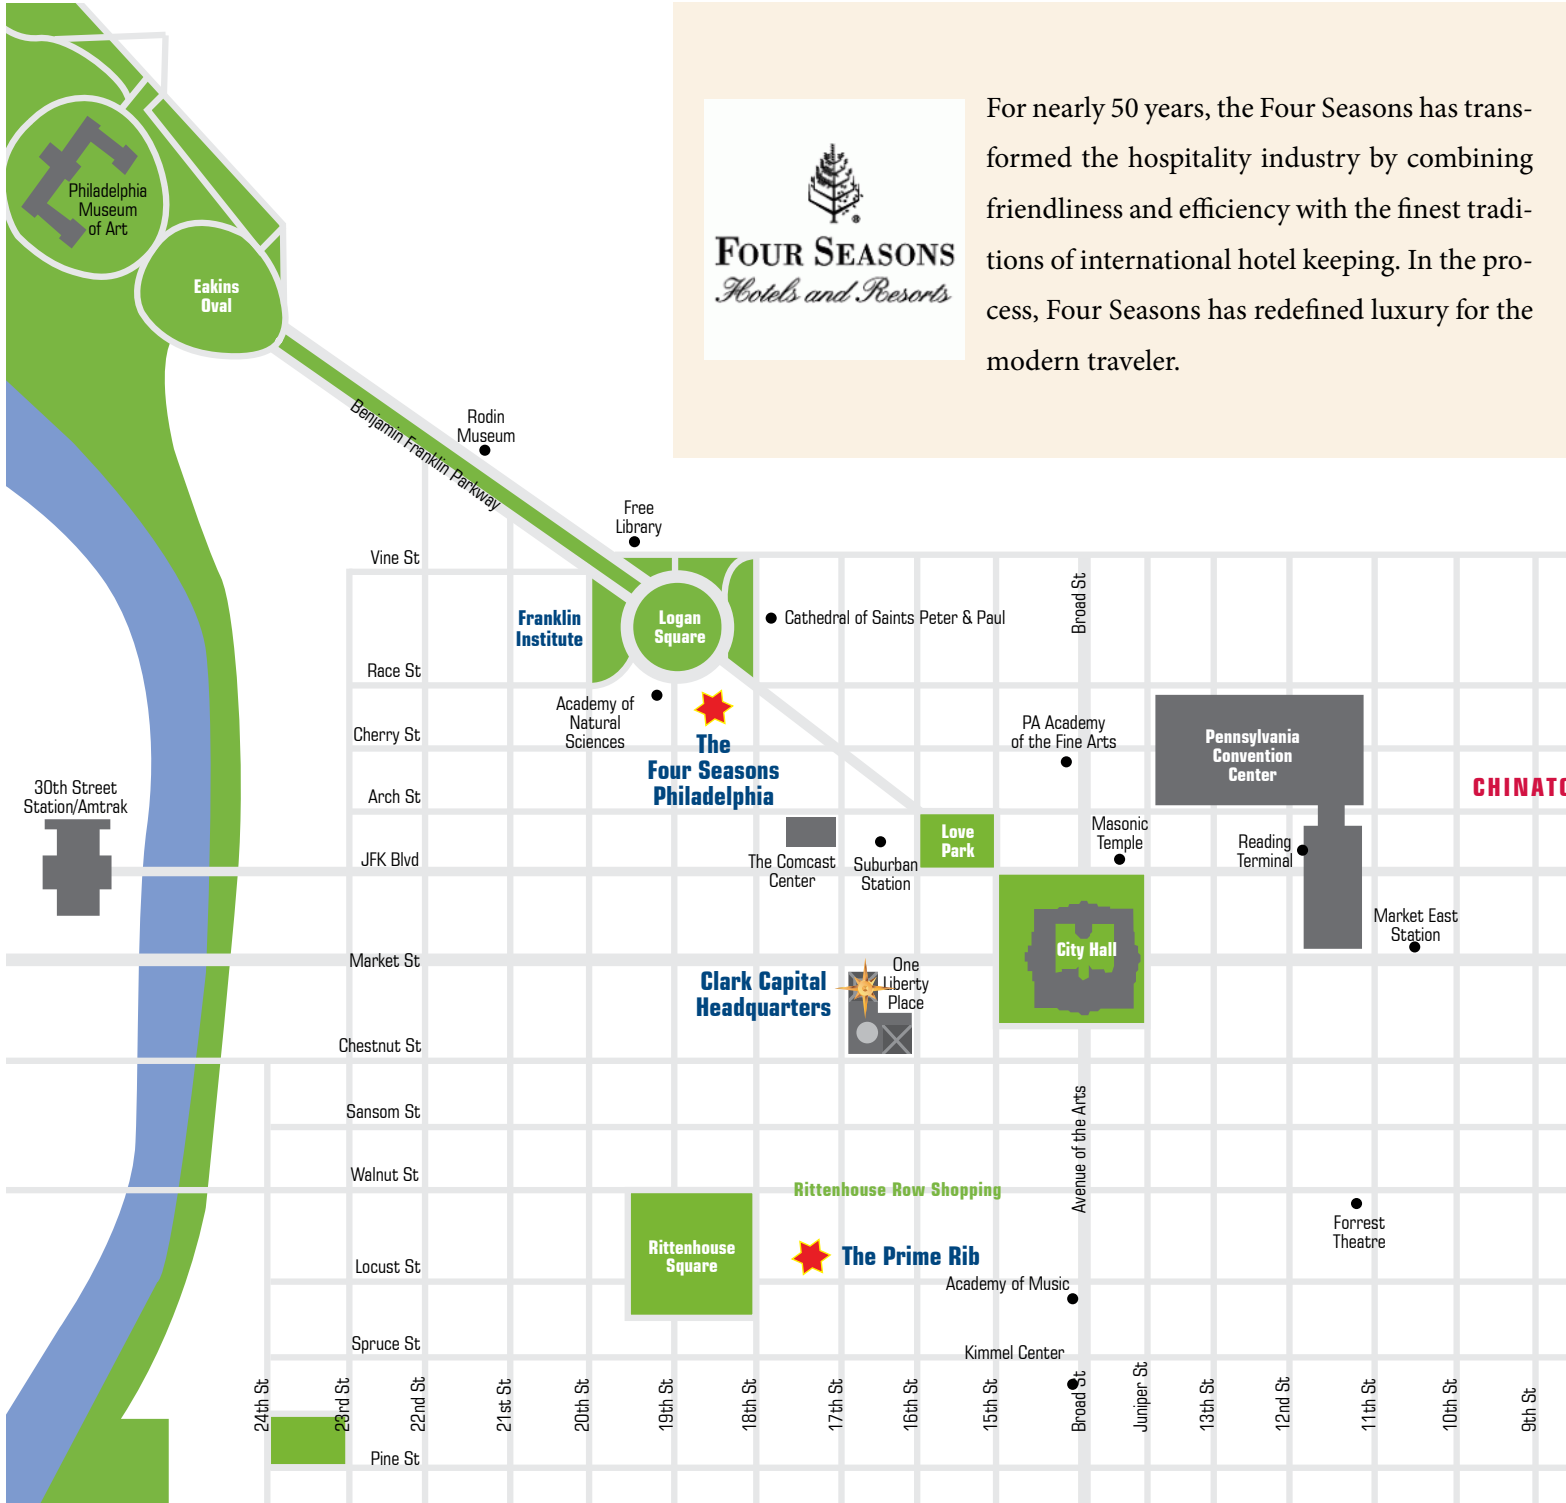 For nearly 50 years, the Four Seasons has trans-
formed the hospitality industry by combining
friendliness and efficiency with the finest tradi-
tions of international hotel keeping. In the pro-
cess, Four Seasons has redefined luxury for the
modern traveler.
FOUR SEASONS
®
Hotels and Resorts
Philadelphia
Museum
of Art
Eakins
Oval
Benjamin Franklin Parkway
Rodin
Museum
Free
Library
Vine St
Franklin
Institute
Logan
Square
Cathedral of Saints Peter & Paul
Broad St
Race St
Academy of
Natural
Sciences
Cherry St
The
Four Seasons
Philadelphia
PA Academy
of the Fine Arts
Pennsylvania
Convention
Center
CHINATO
30th Street
Station/Amtrak
Arch St
JFK Blvd
The Comcast
Center
Suburban
Station
Love
Park
Masonic
Temple
Reading
Terminal
Market East
Station
City Hall
Market St
Clark Capital
Headquarters
One
Liberty
Place
Chestnut St
Sansom St
Avenue of the Arts
Walnut St
Rittenhouse Row Shopping
Forrest
Theatre
Rittenhouse
Square
The Prime Rib
Locust St
Academy of Music
Spruce St
Kimmel Center
24th St
23rd St
22nd St
21st St
20th St
19th St
18th St
17th St
16th St
15th St
Broad St
Juniper St
13th St
12nd St
11th St
10th St
9th St
Pine St